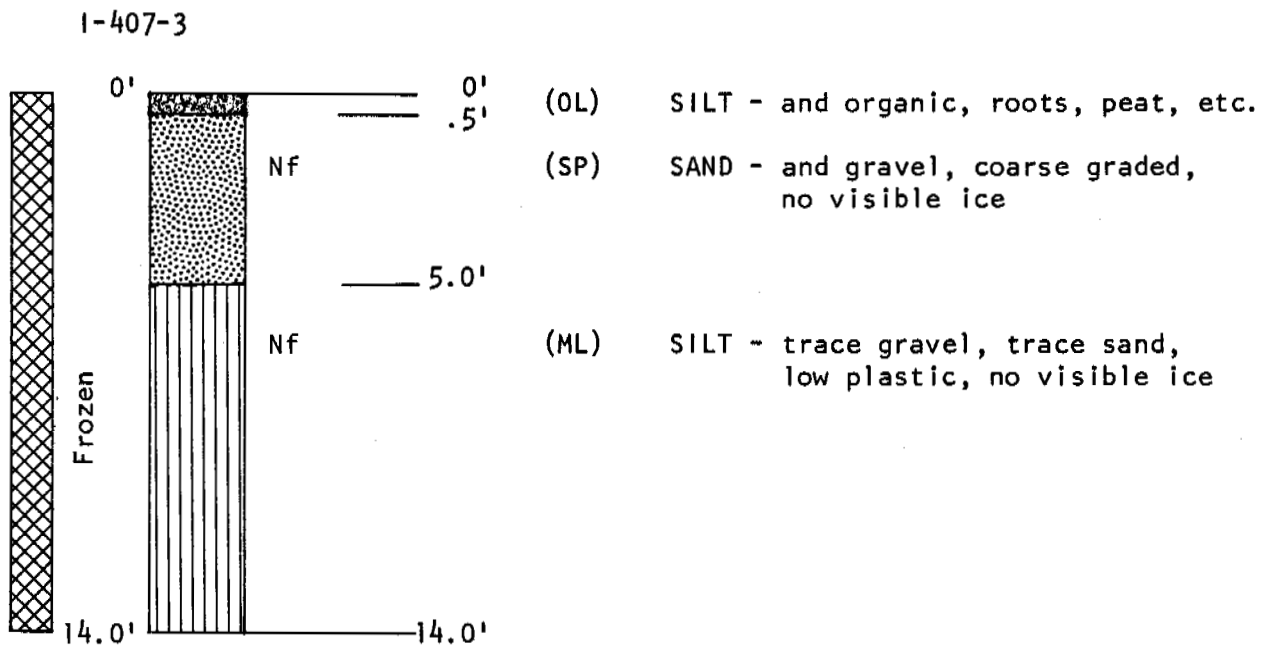 1-407-3
0' 0' (OL) SILT - and organic, roots, peat, etc.
.5'
Nf (SP) SAND - and gravel, coarse graded,
no visible ice
5.0'
Nf (ML) SILT - trace gravel, trace sand,
low plastic, no visible ice
Frozen
14.0' 14.0'